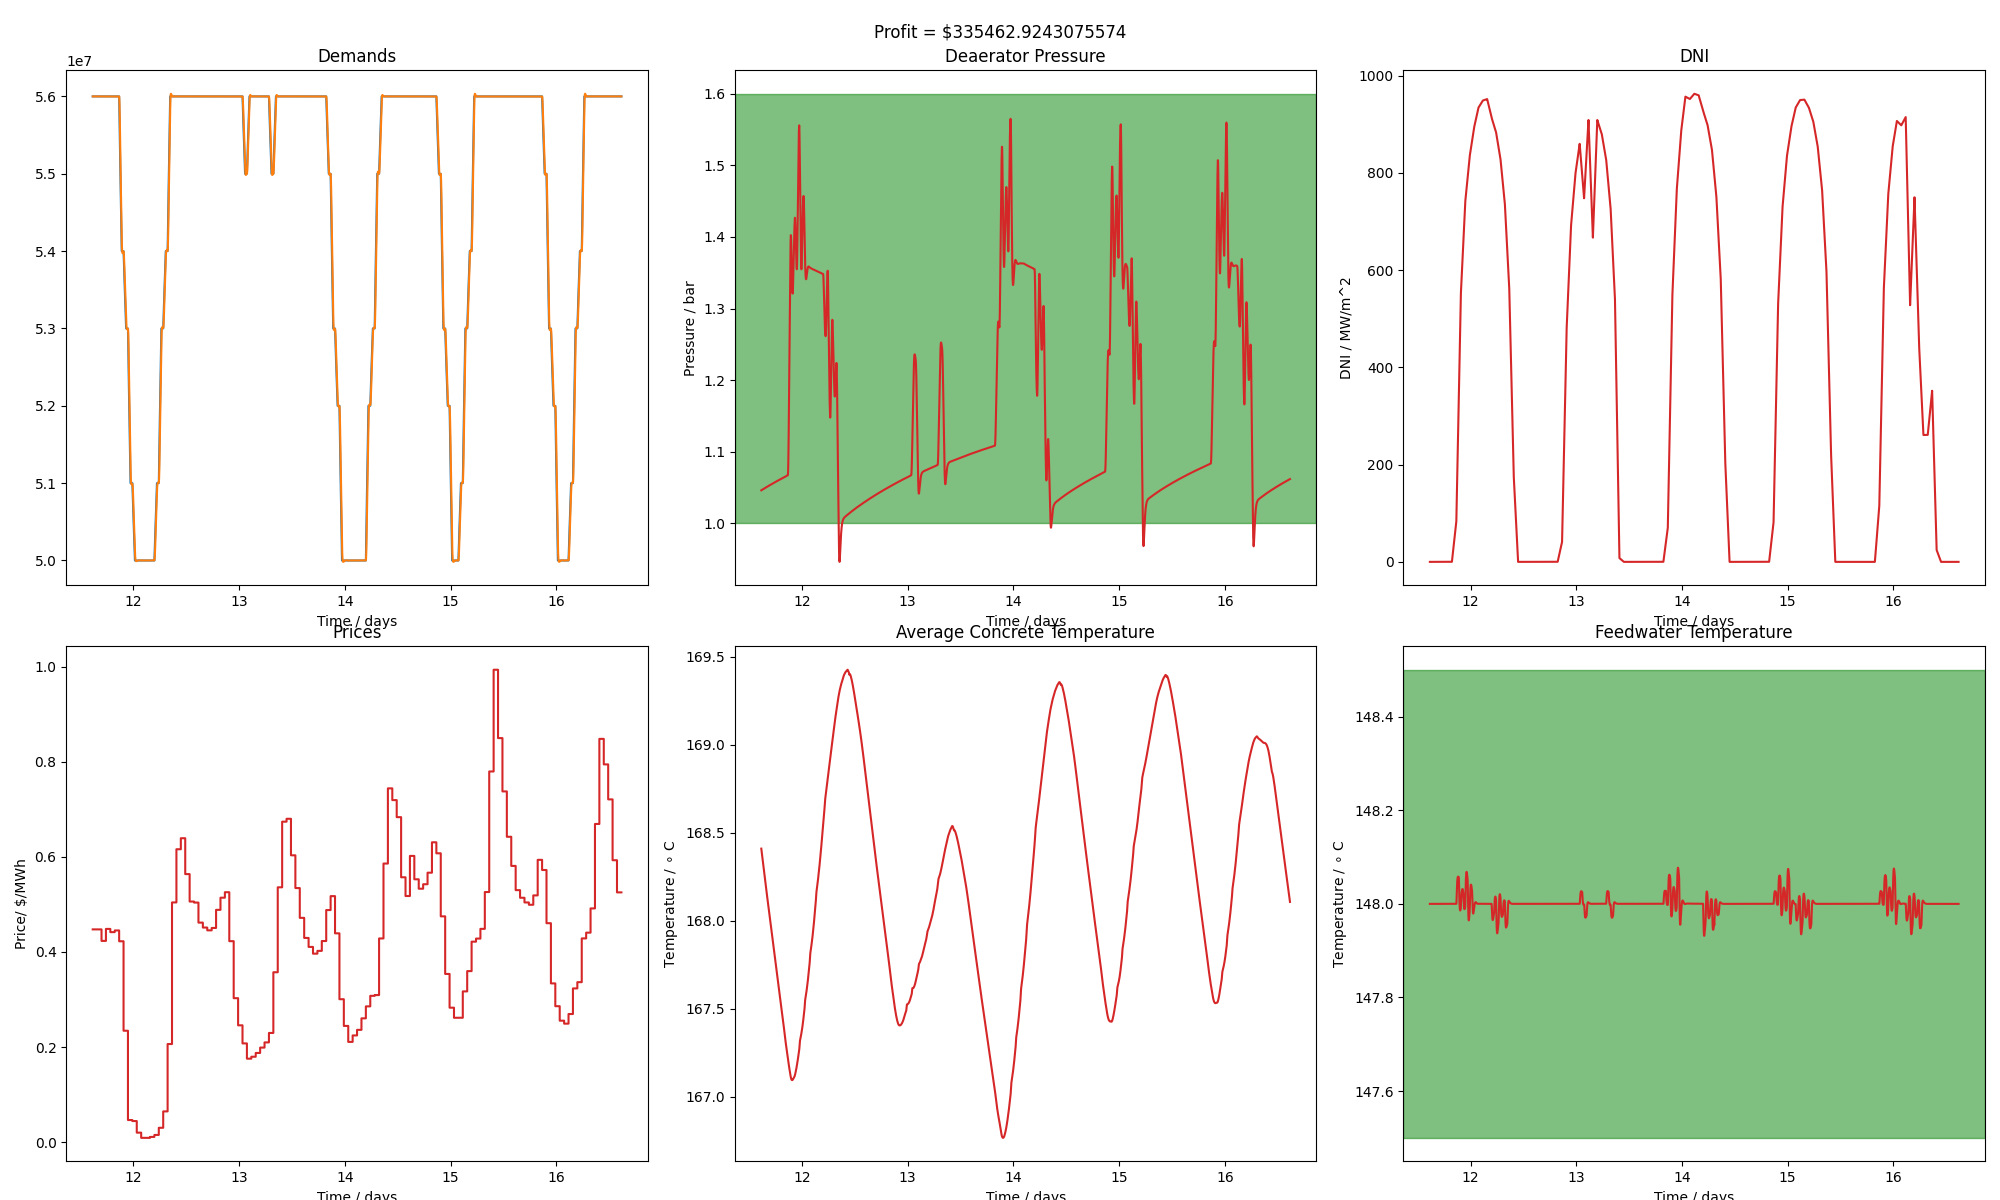 Profit = $335462.9243075574
Demands
1e7
5.6
5.5
5.4
5.3
5.2
5.1
5.0
12 13 14 15 16
Time / days
Deaerator Pressure
Pressure / bar
1.6
1.5
1.4
1.3
1.2
1.1
1.0
12 13 14 15 16
Time / days
DNI
DNI / MW/m^2
1000
800
600
400
200
0
12 13 14 15 16
Time / days
Prices
Price/ $/MWh
1.0
0.8
0.6
0.4
0.2
0.0
12 13 14 15 16
Time / days
Average Concrete Temperature
Temperature / ∘ C
169.5
169.0
168.5
168.0
167.5
167.0
12 13 14 15 16
Time / days
Feedwater Temperature
Temperature / ∘ C
148.4
148.2
148.0
147.8
147.6
12 13 14 15 16
Time / days